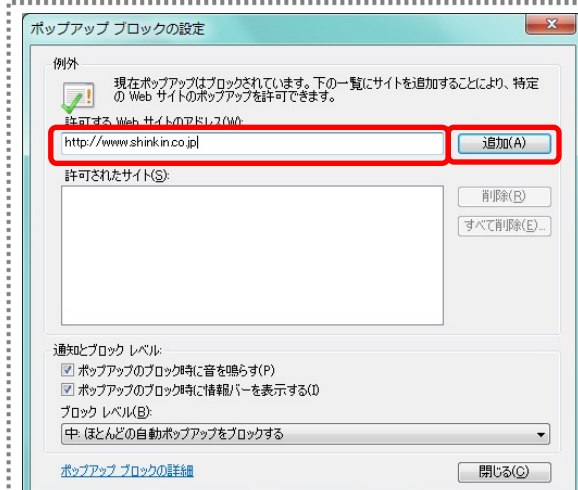 ポップアップ ブロックの設定
例外
現在ポップアップはブロックされています。下の一覧にサイトを追加することにより、特定
の Web サイトのポップアップを許可できます。
許可する Web サイトのアドレス(W):
http://www.shinkin.co.jp
追加(A)
許可されたサイト(S):
削除(R)
すべて削除(E)...
通知とブロック レベル:
ポップアップのブロック時に音を鳴らす(P)
ポップアップのブロック時に情報バーを表示する(I)
ブロック レベル(B):
中: ほとんどの自動ポップアップをブロックする
ポップアップ ブロックの詳細
閉じる(C)